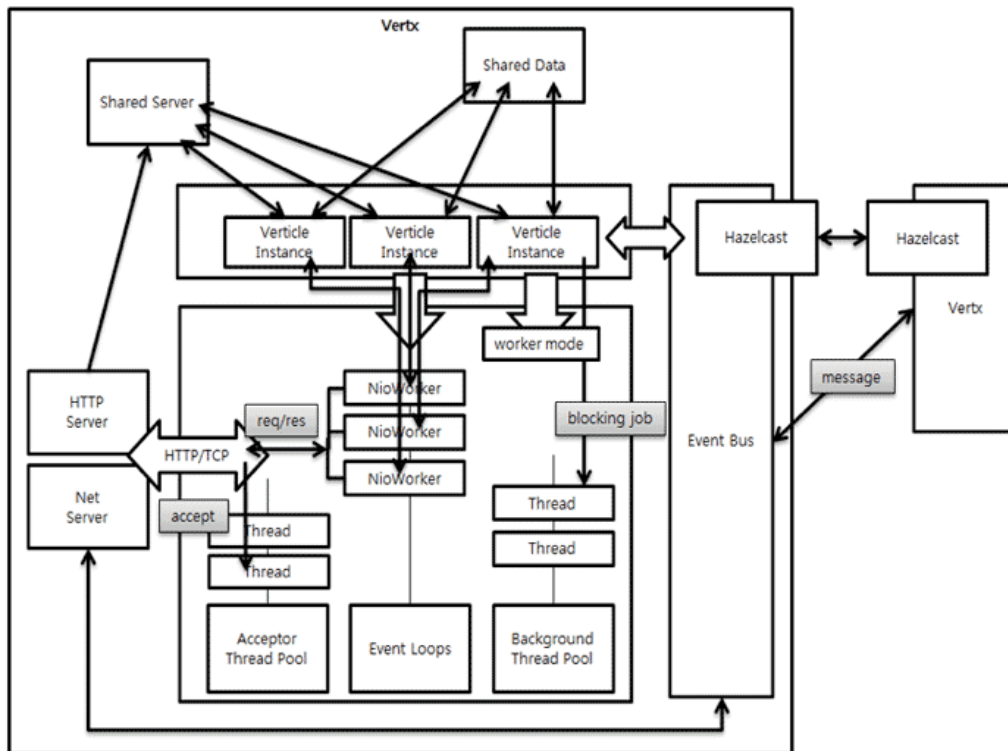 Vertx
Shared Data
Shared Server
Verticle
Instance
Verticle
Instance
Verticle
Instance
Hazelcast
Hazelcast
Vertx
worker mode
message
NioWorker
NioWorker
NioWorker
HTTP
Server
req/res
blocking job
Event Bus
HTTP/TCP
Net
Server
accept
Thread
Thread
Thread
Thread
Acceptor
Thread Pool
Event Loops
Background
Thread Pool